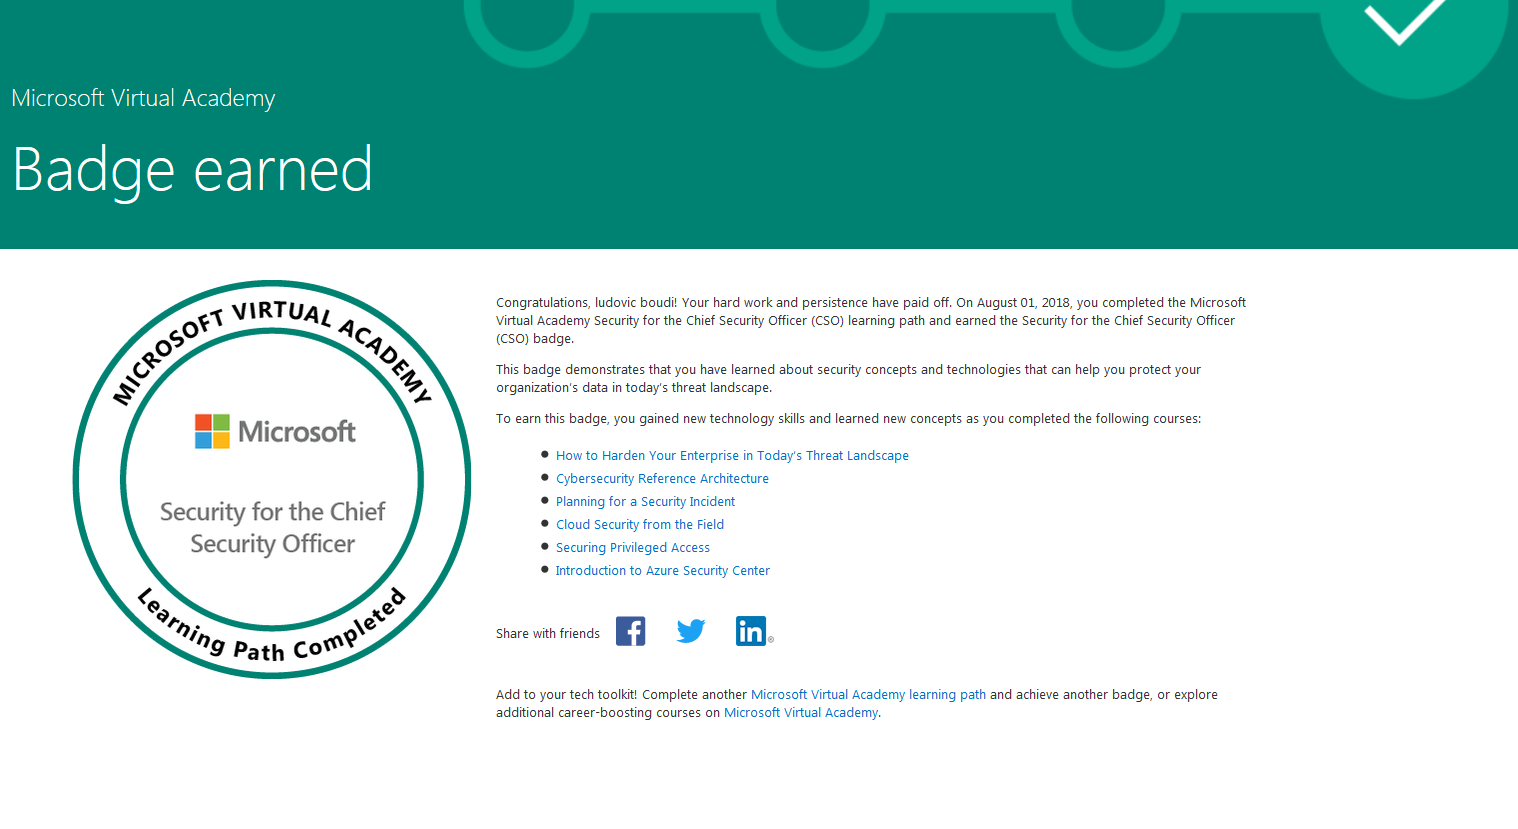 Microsoft Virtual Academy
Badge earned
MICROSOFT VIRTUAL ACADEMY
Microsoft
Security for the Chief
Security Officer
Learning Path Completed
Congratulations, ludovic boudi! Your hard work and persistence have paid off. On August 01, 2018, you completed the Microsoft
Virtual Academy Security for the Chief Security Officer (CSO) learning path and earned the Security for the Chief Security Officer
(CSO) badge.
This badge demonstrates that you have learned about security concepts and technologies that can help you protect your
organization's data in today's threat landscape.
To earn this badge, you gained new technology skills and learned new concepts as you completed the following courses:
How to Harden Your Enterprise in Today's Threat Landscape
Cybersecurity Reference Architecture
Planning for a Security Incident
Cloud Security from the Field
Securing Privileged Access
Introduction to Azure Security Center
Share with friends
in®
Add to your tech toolkit! Complete another Microsoft Virtual Academy learning path and achieve another badge, or explore
additional career-boosting courses on Microsoft Virtual Academy.